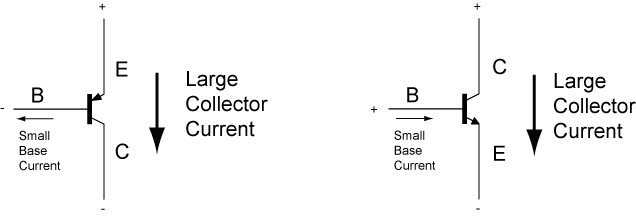 +
E
- B
Large
Collector
Current
Small
Base
Current
C
-
+
C
+ B
Large
Collector
Current
Small
Base
Current
E
-